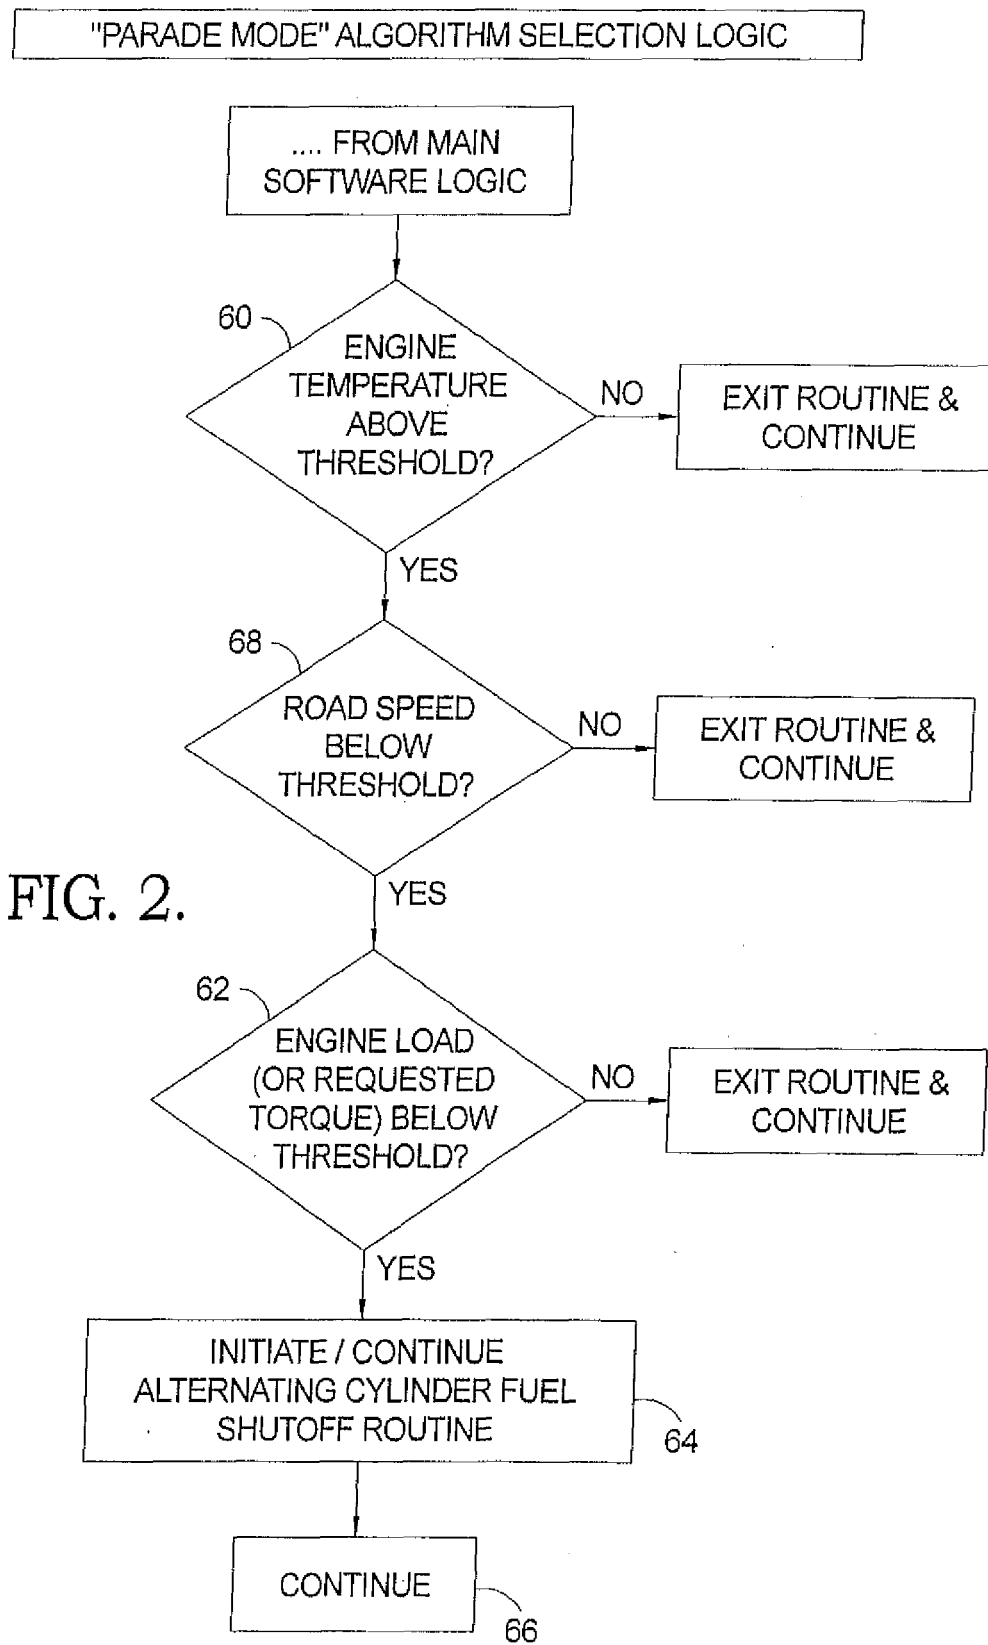 "PARADE MODE" ALGORITHM SELECTION LOGIC
.... FROM MAIN
SOFTWARE LOGIC
60
ENGINE
TEMPERATURE
ABOVE
THRESHOLD?
NO
EXIT ROUTINE &
CONTINUE
YES
68
ROAD SPEED
BELOW
THRESHOLD?
NO
EXIT ROUTINE &
CONTINUE
YES
FIG. 2.
62
ENGINE LOAD
(OR REQUESTED
TORQUE) BELOW
THRESHOLD?
NO
EXIT ROUTINE &
CONTINUE
YES
INITIATE / CONTINUE
ALTERNATING CYLINDER FUEL
SHUTOFF ROUTINE
64
CONTINUE
66